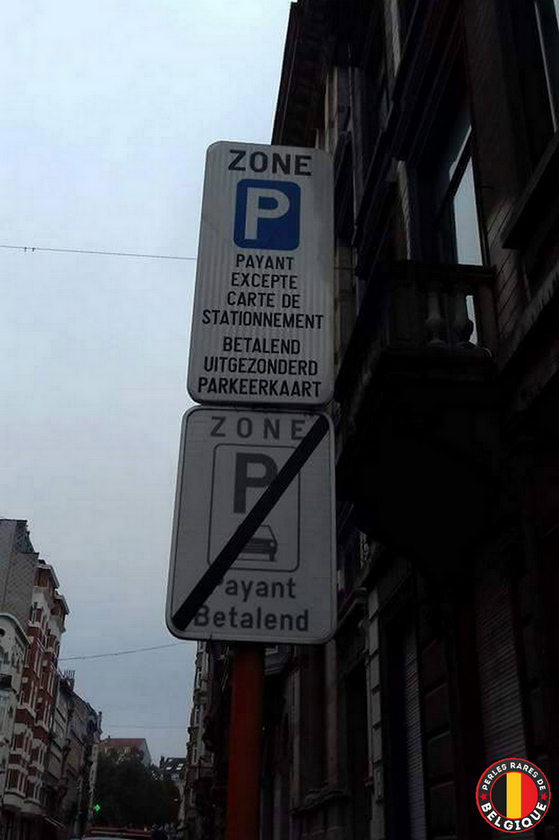 ZONE
P
PAYANT
EXCEPTE
CARTE DE
STATIONNEMENT
BETALEND
UITGEZONDERD
PARKEERKAART
ZONE
P
Payant
Betalend
PERLES RARES DE
BELGIQUE